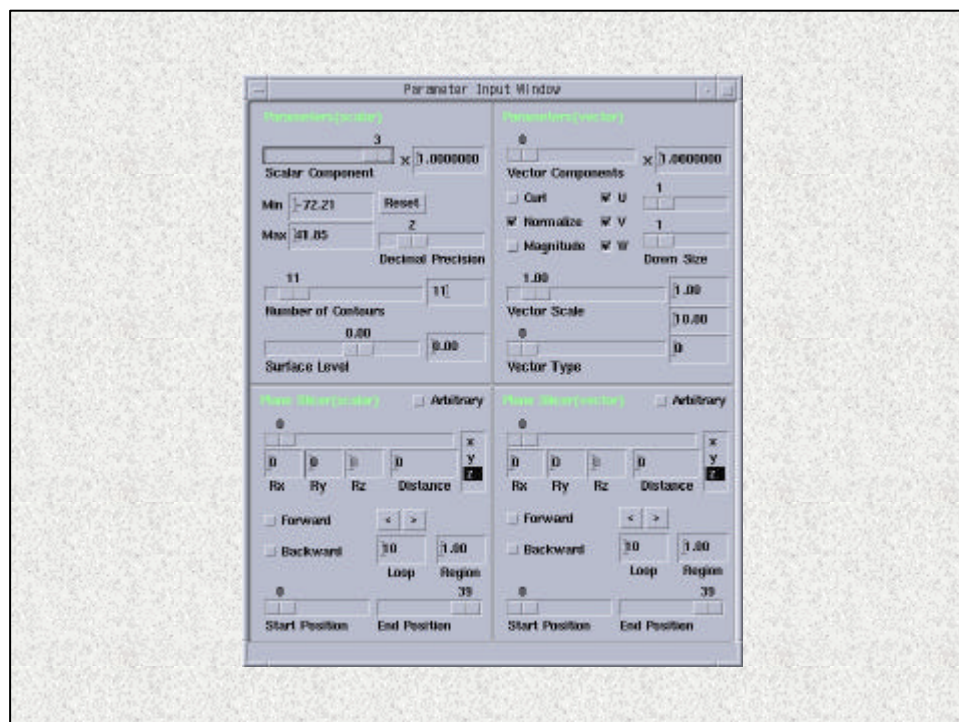 Parameter Input Window
Parameters(scalar)
3
x 1.0000000
Scalar Component
Min -72.21 Reset
Max 41.85
2
Decimal Precision
11
11
Number of Contours
0.00
0.00
Surface Level
Parameters(vector)
0
x 1.0000000
Vector Components
Curl U
1
Normalize V
1
Magnitude W
Down Size
1.00
1.00
Vector Scale
10.00
0
0
Vector Type
Plane Slicer(scalar) Arbitrary
0
x
y
z
0 0 0 0
Rx Ry Rz Distance
Forward < >
Backward 10 1.00
Loop Region
0 39
Start Position End Position
Plane Slicer(vector) Arbitrary
0
x
y
z
0 0 0 0
Rx Ry Rz Distance
Forward < >
Backward 10 1.00
Loop Region
0 39
Start Position End Position